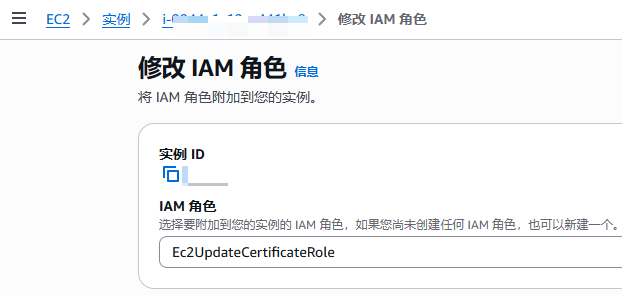 EC2 > 实例 > > 修改 IAM 角色
修改 IAM 角色 信息
将 IAM 角色附加到您的实例。
实例 ID
IAM 角色
选择要附加到您的实例的 IAM 角色，如果您尚未创建任何 IAM 角色，也可以新建一个。
Ec2UpdateCertificateRole